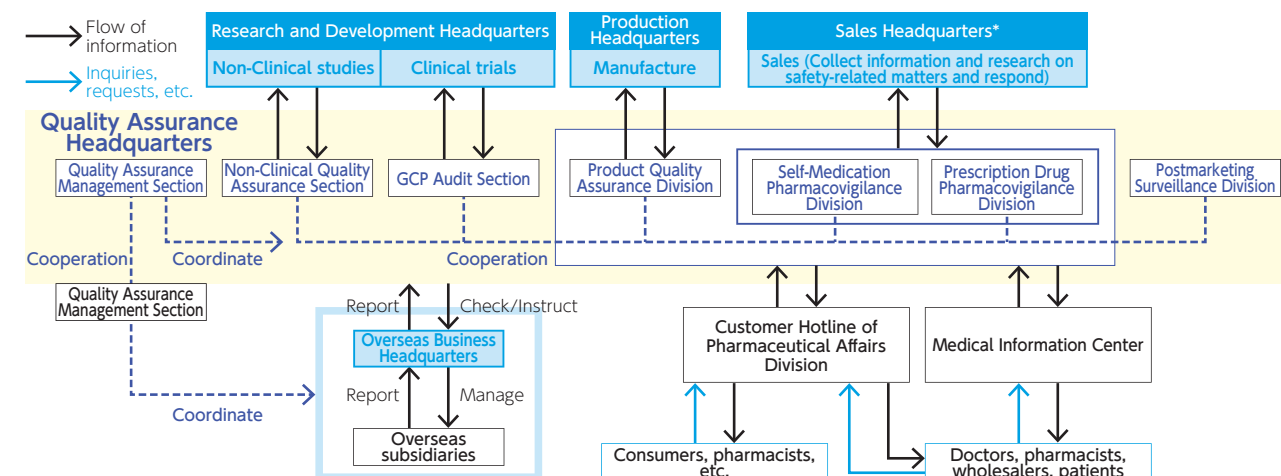 Flow of
information
Inquiries,
requests, etc.
Research and Development Headquarters
Non-Clinical studies
Clinical trials
Production
Headquarters
Manufacture
Sales Headquarters*
Sales (Collect information and research on
safety-related matters and respond)
Quality Assurance
Headquarters
Quality Assurance
Management Section
Non-Clinical Quality
Assurance Section
GCP Audit Section
Product Quality
Assurance Division
Self-Medication
Pharmacovigilance
Division
Prescription Drug
Pharmacovigilance
Division
Postmarketing
Surveillance Division
Cooperation
Coordinate
Cooperation
Quality Assurance
Management Section
Report
Check/Instruct
Overseas Business
Headquarters
Report
Manage
Coordinate
Overseas
subsidiaries
Customer Hotline of
Pharmaceutical Affairs
Division
Medical Information Center
Consumers, pharmacists,
etc.
Doctors, pharmacists,
wholesalers, patients